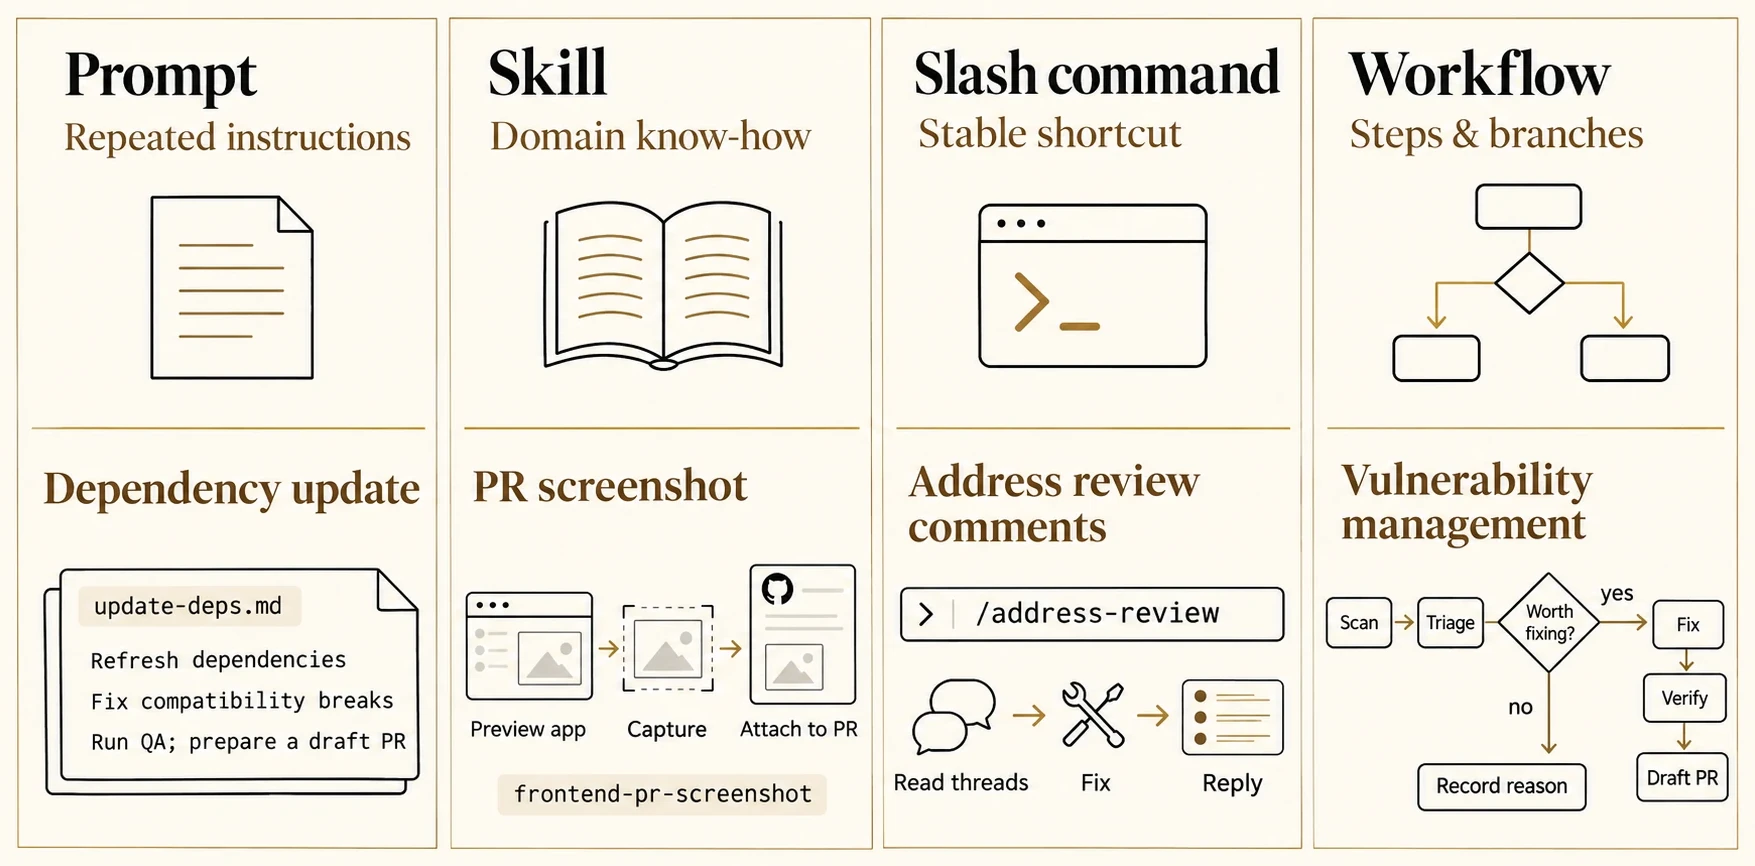 Prompt
Repeated instructions
Dependency update
update-deps.md
Refresh dependencies
Fix compatibility breaks
Run QA; prepare a draft PR
Skill
Domain know-how
PR screenshot
Preview app
Capture
Attach to PR
frontend-pr-screenshot
Slash command
Stable shortcut
>_
Address review
comments
> | /address-review
Read threads
Fix
Reply
Workflow
Steps & branches
Vulnerability
management
Scan
Triage
Worth
fixing?
yes
Fix
Verify
Draft PR
no
Record reason